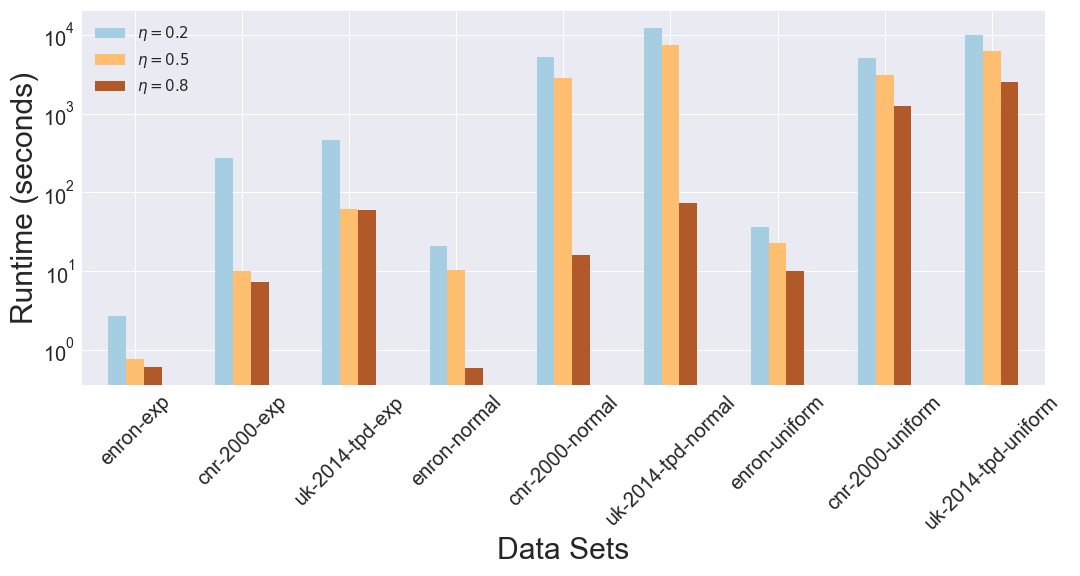 η = 0.2
η = 0.5
η = 0.8
Runtime (seconds)
10⁴
10³
10²
10¹
10⁰
enron-exp
cnr-2000-exp
uk-2014-tpd-exp
enron-normal
cnr-2000-normal
uk-2014-tpd-normal
enron-uniform
cnr-2000-uniform
uk-2014-tpd-uniform
Data Sets